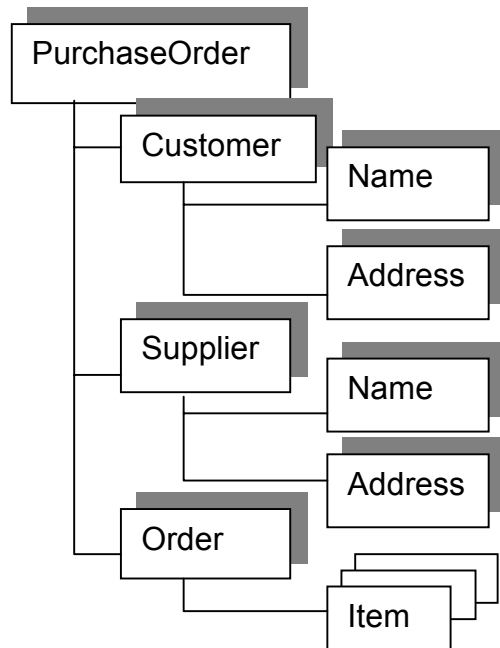 PurchaseOrder
Customer
Name
Address
Supplier
Name
Address
Order
Item